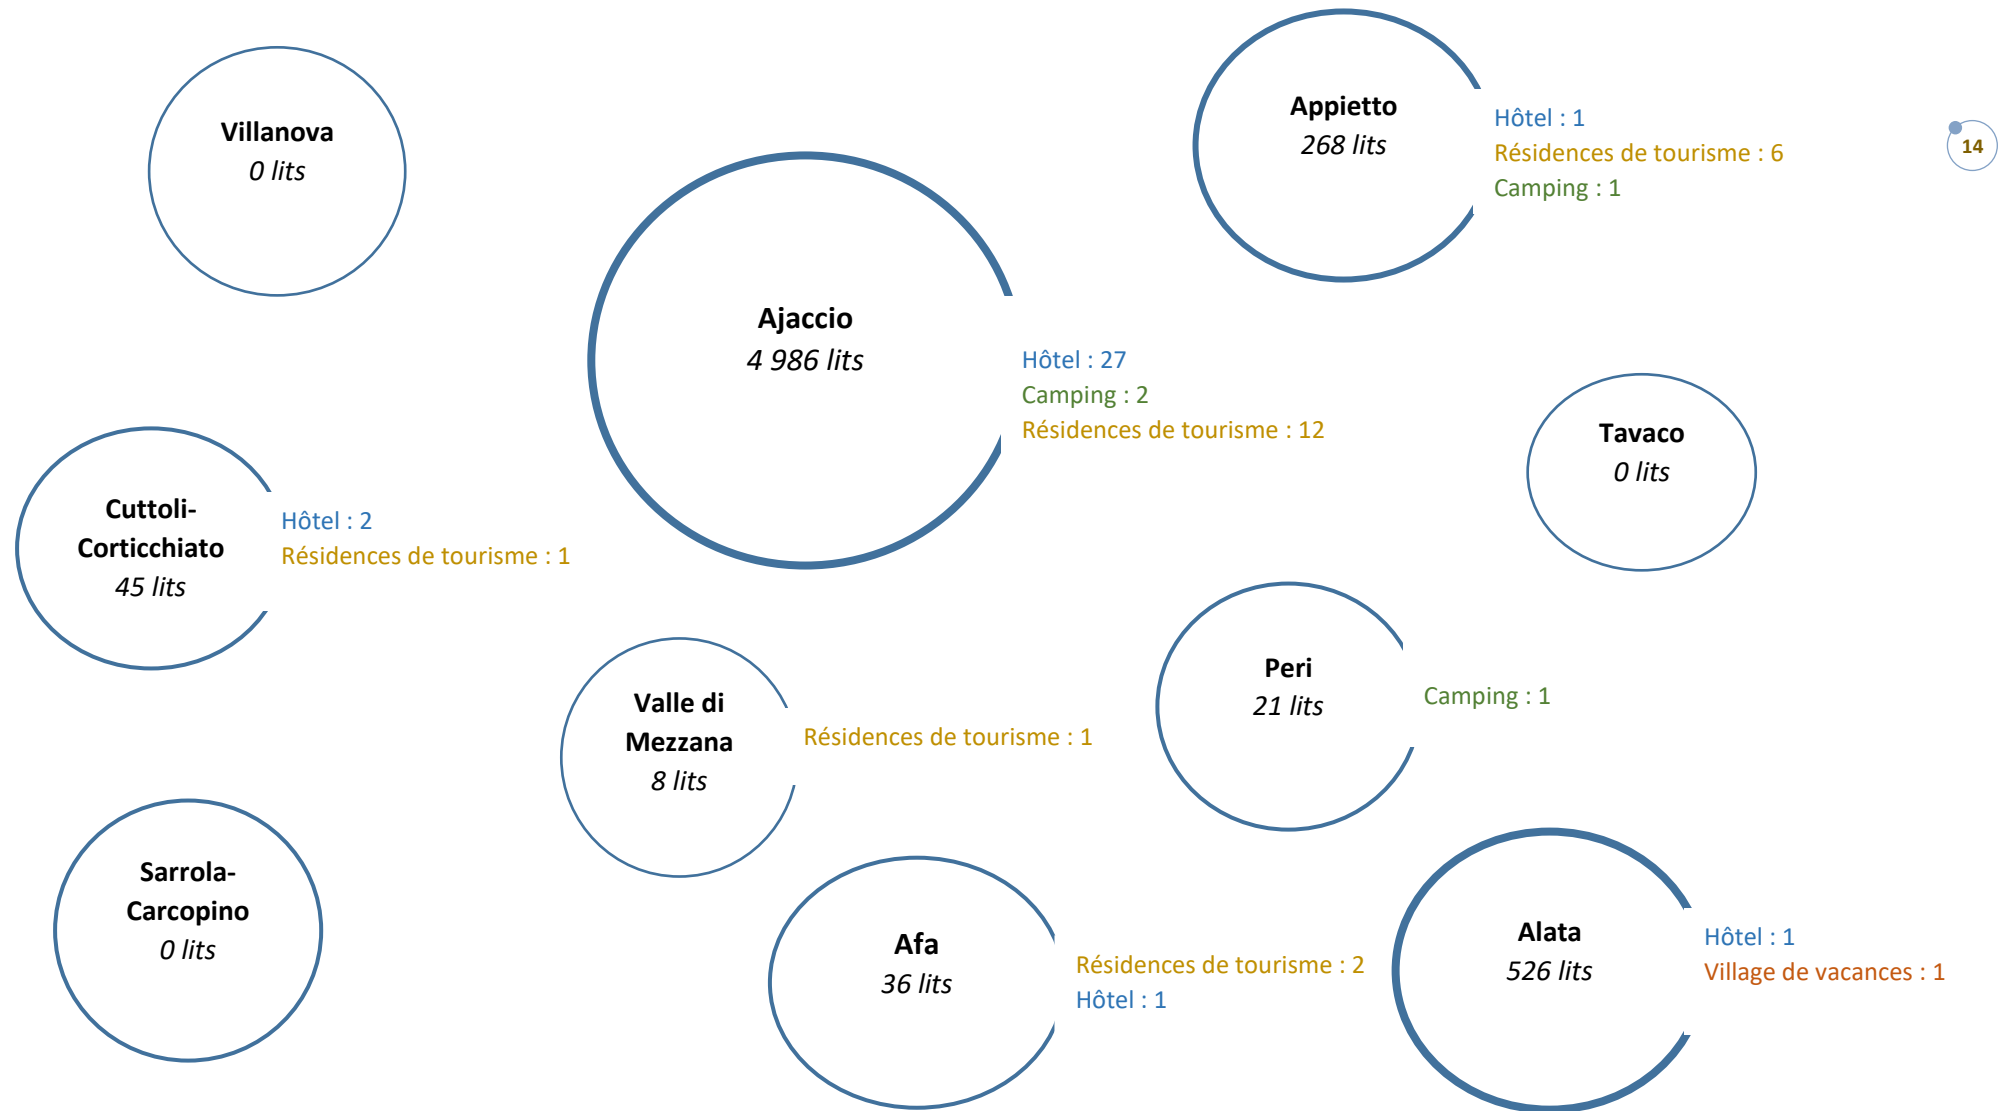 Villanova
0 lits
Appietto
268 lits
Hôtel : 1
Résidences de tourisme : 6
Camping : 1
14
Ajaccio
4 986 lits
Hôtel : 27
Camping : 2
Résidences de tourisme : 12
Tavaco
0 lits
Cuttoli-
Corticchiato
45 lits
Hôtel : 2
Résidences de tourisme : 1
Valle di
Mezzana
8 lits
Résidences de tourisme : 1
Peri
21 lits
Camping : 1
Sarrola-
Carcopino
0 lits
Afa
36 lits
Résidences de tourisme : 2
Hôtel : 1
Alata
526 lits
Hôtel : 1
Village de vacances : 1